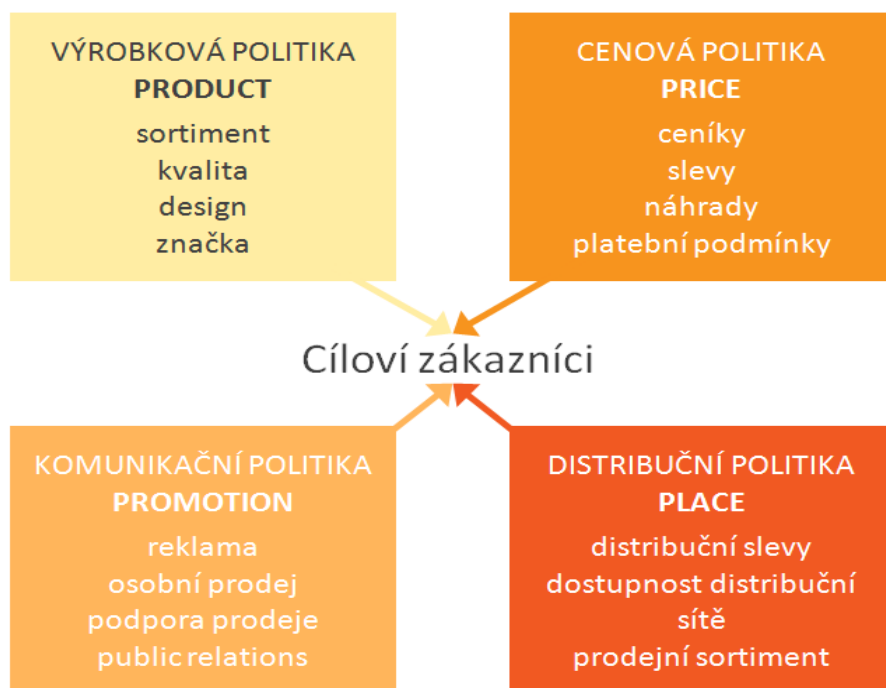 VÝROBKOVÁ POLITIKA
PRODUCT
sortiment
kvalita
design
značka
CENOVÁ POLITIKA
PRICE
ceníky
slevy
náhrady
platební podmínky
Cíloví zákazníci
KOMUNIKAČNÍ POLITIKA
PROMOTION
reklama
osobní prodej
podpora prodeje
public relations
DISTRIBUČNÍ POLITIKA
PLACE
distribuční slevy
dostupnost distribuční
sítě
prodejní sortiment